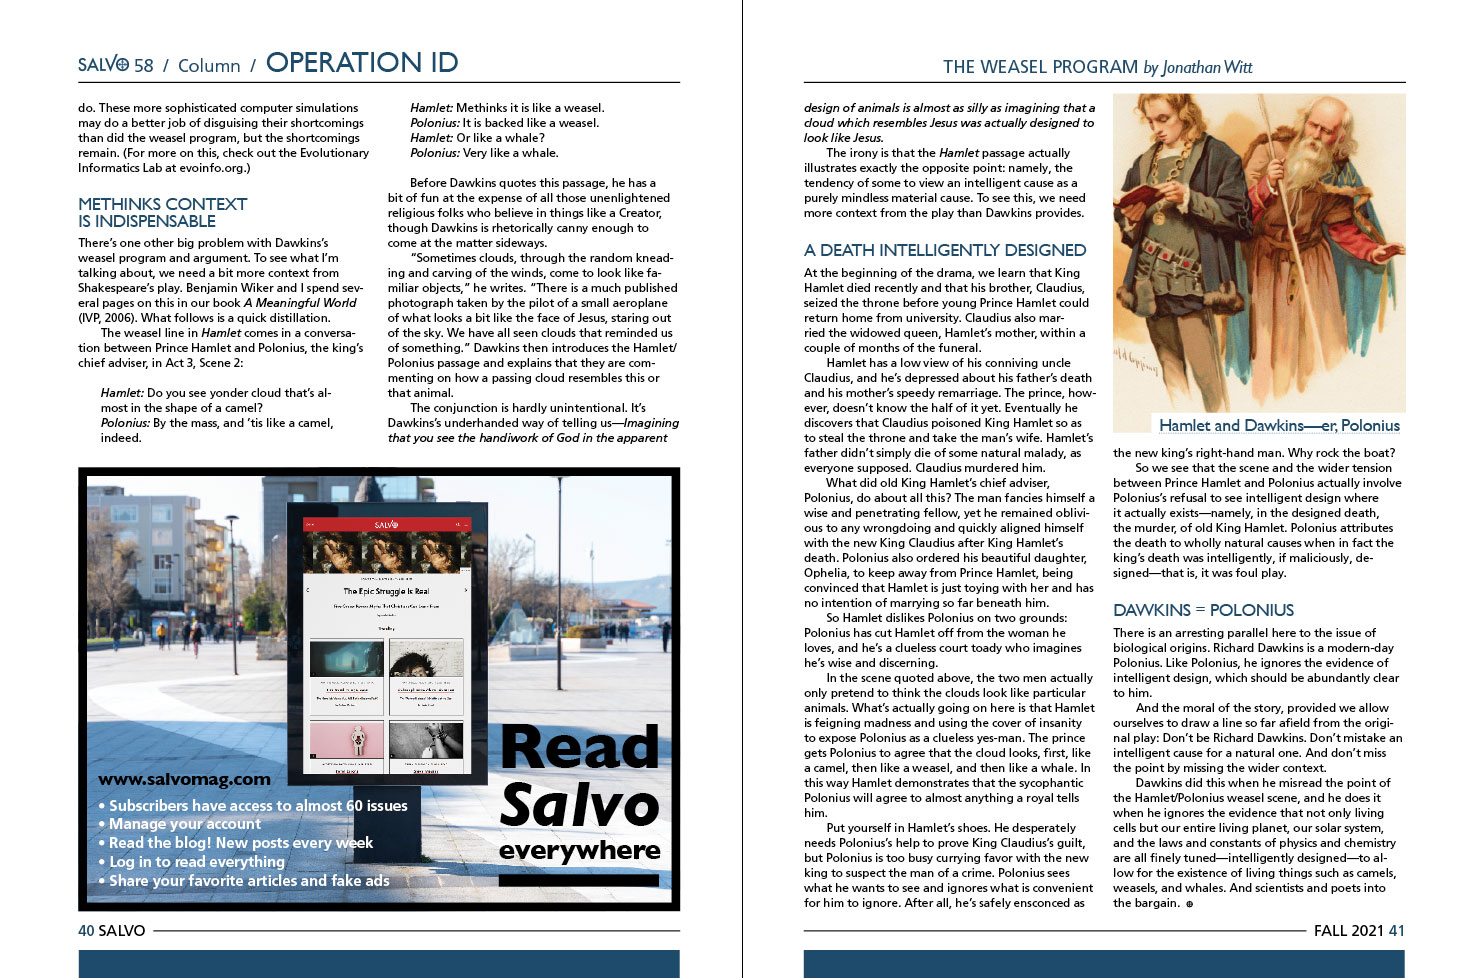 SALVO 58 / Column / OPERATION ID
do. These more sophisticated computer simulations
may do a better job of disguising their shortcomings
than did the weasel program, but the shortcomings
remain. (For more on this, check out the Evolutionary
Informatics Lab at evoinfo.org.)
METHINKS CONTEXT
IS INDISPENSABLE
There's one other big problem with Dawkins's
weasel program and argument. To see what I'm
talking about, we need a bit more context from
Shakespeare's play. Benjamin Wiker and I spend sev-
eral pages on this in our book A Meaningful World
(IVP, 2006). What follows is a quick distillation.
The weasel line in Hamlet comes in a conversa-
tion between Prince Hamlet and Polonius, the king's
chief adviser, in Act 3, Scene 2:
Hamlet: Do you see yonder cloud that's al-
most in the shape of a camel?
Polonius: By the mass, and 'tis like a camel,
indeed.
Hamlet: Methinks it is like a weasel.
Polonius: It is backed like a weasel.
Hamlet: Or like a whale?
Polonius: Very like a whale.
Before Dawkins quotes this passage, he has a
bit of fun at the expense of all those unenlightened
religious folks who believe in things like a Creator,
though Dawkins is rhetorically canny enough to
come at the matter sideways.
"Sometimes clouds, through the random knead-
ing and carving of the winds, come to look like fa-
miliar objects," he writes. "There is a much published
photograph taken by the pilot of a small aeroplane
of what looks a bit like the face of Jesus, staring out
of the sky. We have all seen clouds that reminded us
of something." Dawkins then introduces the Hamlet/
Polonius passage and explains that they are com-
menting on how a passing cloud resembles this or
that animal.
The conjunction is hardly unintentional. It's
Dawkins's underhanded way of telling us—Imagining
that you see the handiwork of God in the apparent
SALVO
The Epic Struggle Is Real
Trending
www.salvomag.com
• Subscribers have access to almost 60 issues
• Manage your account
• Read the blog! New posts every week
• Log in to read everything
• Share your favorite articles and fake ads
Read
Salvo
everywhere
40 SALVO
THE WEASEL PROGRAM by Jonathan Witt
design of animals is almost as silly as imagining that a
cloud which resembles Jesus was actually designed to
look like Jesus.
The irony is that the Hamlet passage actually
illustrates exactly the opposite point: namely, the
tendency of some to view an intelligent cause as a
purely mindless material cause. To see this, we need
more context from the play than Dawkins provides.
A DEATH INTELLIGENTLY DESIGNED
At the beginning of the drama, we learn that King
Hamlet died recently and that his brother, Claudius,
seized the throne before young Prince Hamlet could
return home from university. Claudius also mar-
ried the widowed queen, Hamlet's mother, within a
couple of months of the funeral.
Hamlet has a low view of his conniving uncle
Claudius, and he's depressed about his father's death
and his mother's speedy remarriage. The prince, how-
ever, doesn't know the half of it yet. Eventually he
discovers that Claudius poisoned King Hamlet so as
to steal the throne and take the man's wife. Hamlet's
father didn't simply die of some natural malady, as
everyone supposed. Claudius murdered him.
What did old King Hamlet's chief adviser,
Polonius, do about all this? The man fancies himself a
wise and penetrating fellow, yet he remained oblivi-
ous to any wrongdoing and quickly aligned himself
with the new King Claudius after King Hamlet's
death. Polonius also ordered his beautiful daughter,
Ophelia, to keep away from Prince Hamlet, being
convinced that Hamlet is just toying with her and has
no intention of marrying so far beneath him.
So Hamlet dislikes Polonius on two grounds:
Polonius has cut Hamlet off from the woman he
loves, and he's a clueless court toady who imagines
he's wise and discerning.
In the scene quoted above, the two men actually
only pretend to think the clouds look like particular
animals. What's actually going on here is that Hamlet
is feigning madness and using the cover of insanity
to expose Polonius as a clueless yes-man. The prince
gets Polonius to agree that the cloud looks, first, like
a camel, then like a weasel, and then like a whale. In
this way Hamlet demonstrates that the sycophantic
Polonius will agree to almost anything a royal tells
him.
Put yourself in Hamlet's shoes. He desperately
needs Polonius's help to prove King Claudius's guilt,
but Polonius is too busy currying favor with the new
king to suspect the man of a crime. Polonius sees
what he wants to see and ignores what is convenient
for him to ignore. After all, he's safely ensconced as
Hamlet and Dawkins—er, Polonius
the new king's right-hand man. Why rock the boat?
So we see that the scene and the wider tension
between Prince Hamlet and Polonius actually involve
Polonius's refusal to see intelligent design where
it actually exists—namely, in the designed death,
the murder, of old King Hamlet. Polonius attributes
the death to wholly natural causes when in fact the
king's death was intelligently, if maliciously, de-
signed—that is, it was foul play.
DAWKINS = POLONIUS
There is an arresting parallel here to the issue of
biological origins. Richard Dawkins is a modern-day
Polonius. Like Polonius, he ignores the evidence of
intelligent design, which should be abundantly clear
to him.
And the moral of the story, provided we allow
ourselves to draw a line so far afield from the origi-
nal play: Don't be Richard Dawkins. Don't mistake an
intelligent cause for a natural one. And don't miss
the point by missing the wider context.
Dawkins did this when he misread the point of
the Hamlet/Polonius weasel scene, and he does it
when he ignores the evidence that not only living
cells but our entire living planet, our solar system,
and the laws and constants of physics and chemistry
are all finely tuned—intelligently designed—to al-
low for the existence of living things such as camels,
weasels, and whales. And scientists and poets into
the bargain.
FALL 2021 41